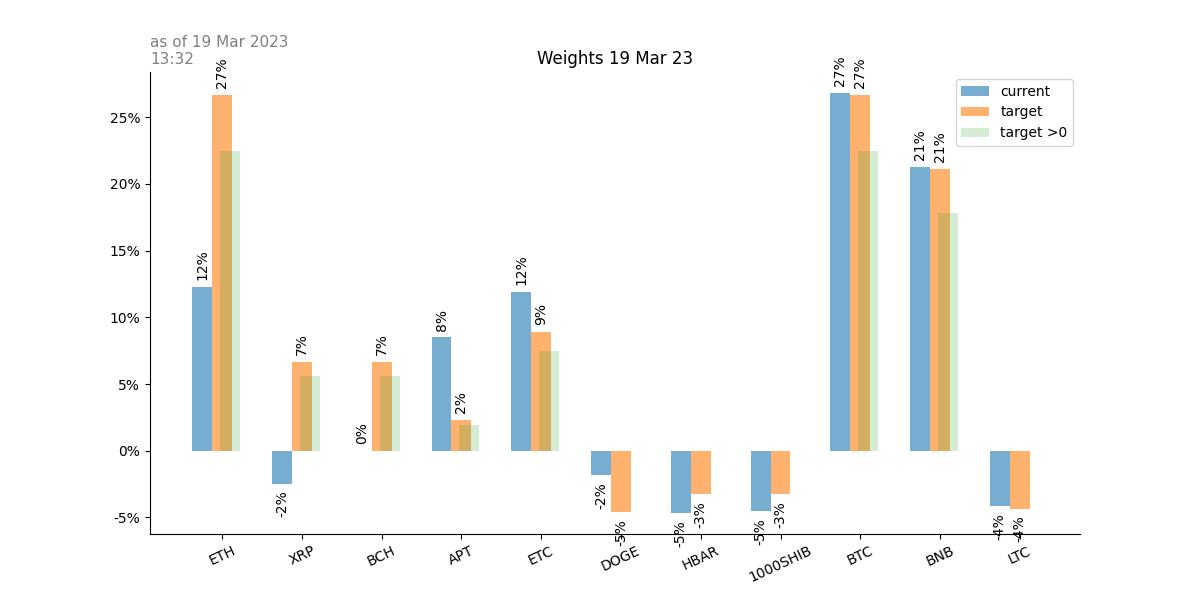 as of 19 Mar 2023
13:32
Weights 19 Mar 23
current
target
target >0
25%
20%
15%
10%
5%
0%
-5%
12%
27%
-2%
7%
0%
7%
8%
2%
12%
9%
-2%
-5%
-5%
-3%
-5%
-3%
27%
27%
21%
21%
-4%
-4%
ETH
XRP
BCH
APT
ETC
DOGE
HBAR
1000SHIB
BTC
BNB
LTC